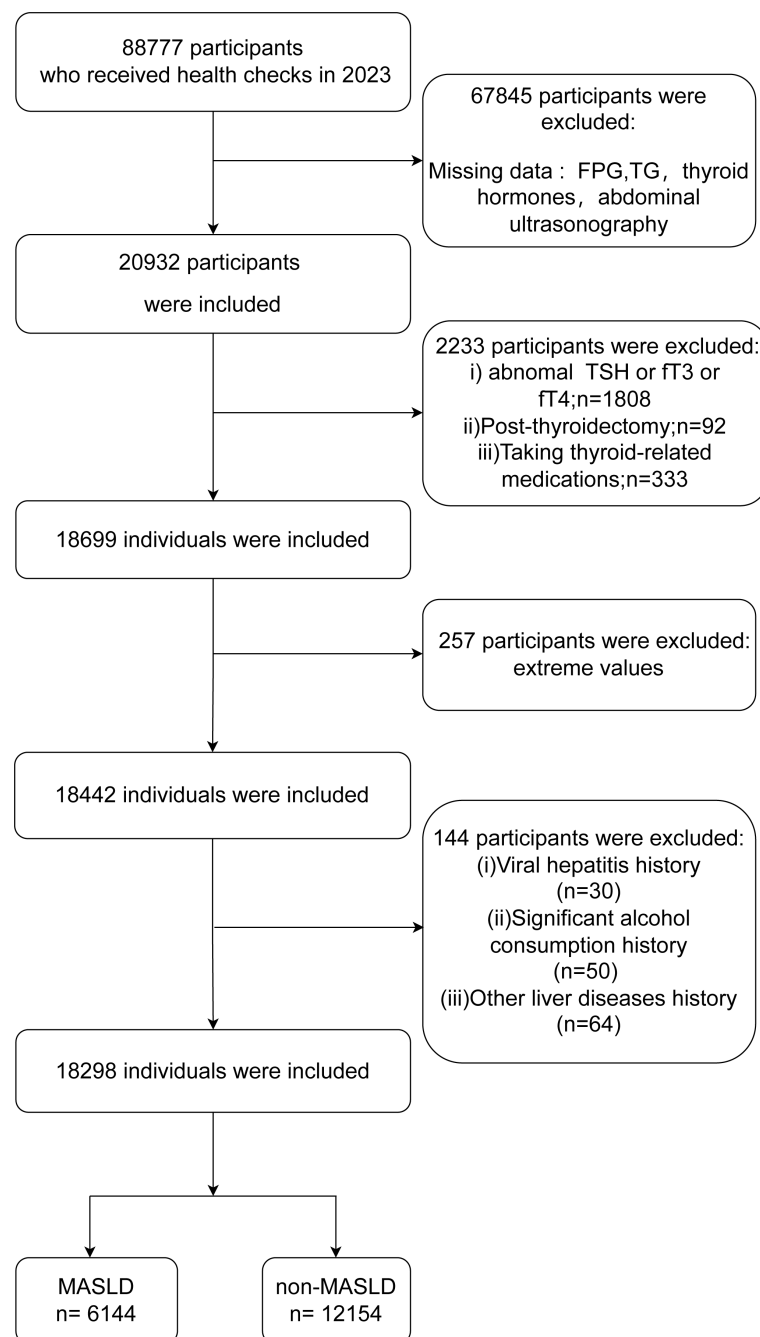 88777 participants
who received health checks in 2023
67845 participants were
excluded:
Missing data : FPG,TG, thyroid
hormones, abdominal
ultrasonography
20932 participants
were included
2233 participants were excluded:
i) abnomal TSH or fT3 or
fT4;n=1808
ii)Post-thyroidectomy;n=92
iii)Taking thyroid-related
medications;n=333
18699 individuals were included
257 participants were excluded:
extreme values
18442 individuals were included
144 participants were excluded:
(i)Viral hepatitis history
(n=30)
(ii)Significant alcohol
consumption history
(n=50)
(iii)Other liver diseases history
(n=64)
18298 individuals were included
MASLD
n= 6144
non-MASLD
n= 12154